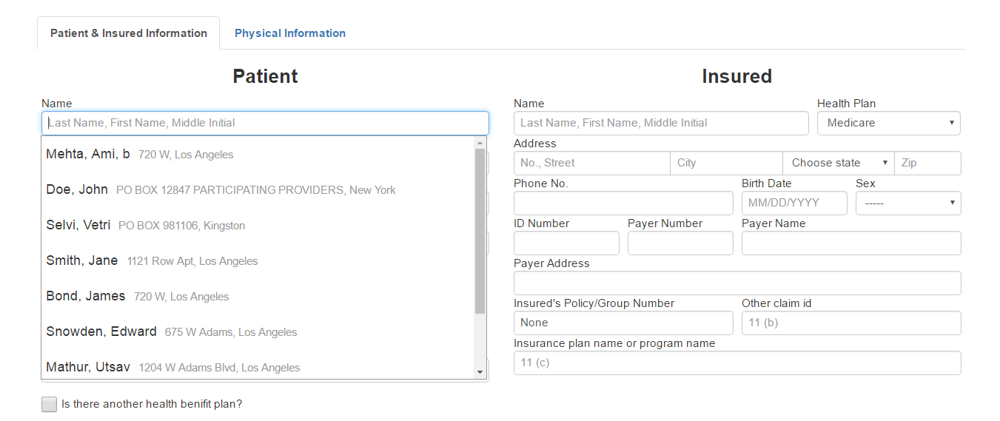 Patient & Insured Information
Physical Information
Patient
Name
Last Name, First Name, Middle Initial
Mehta, Ami, b 720 W, Los Angeles
Doe, John PO BOX 12847 PARTICIPATING PROVIDERS, New York
Selvi, Vetri PO BOX 981106, Kingston
Smith, Jane 1121 Row Apt, Los Angeles
Bond, James 720 W, Los Angeles
Snowden, Edward 675 W Adams, Los Angeles
Mathur, Utsav 1204 W Adams Blvd, Los Angeles
Is there another health benifit plan?
Insured
Name Health Plan
Last Name, First Name, Middle Initial Medicare
Address
No., Street City Choose state Zip
Phone No. Birth Date Sex
MM/DD/YYYY -----
ID Number Payer Number Payer Name
Payer Address
Insured's Policy/Group Number Other claim id
None 11 (b)
Insurance plan name or program name
11 (c)